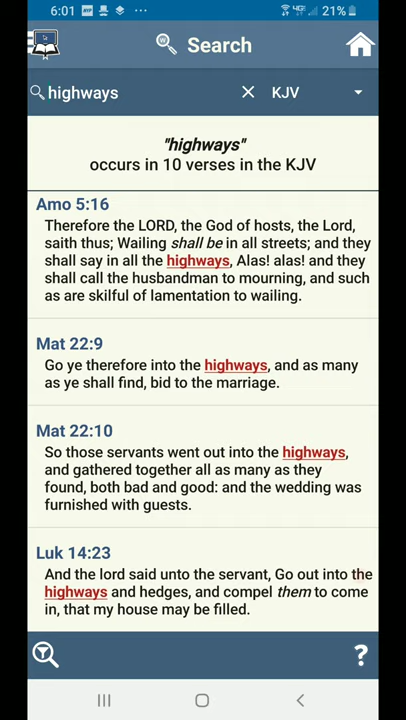 6:01 21%
Search
highways KJV
"highways"
occurs in 10 verses in the KJV
Amo 5:16
Therefore the LORD, the God of hosts, the Lord,
saith thus; Wailing shall be in all streets; and they
shall say in all the highways, Alas! alas! and they
shall call the husbandman to mourning, and such
as are skilful of lamentation to wailing.
Mat 22:9
Go ye therefore into the highways, and as many
as ye shall find, bid to the marriage.
Mat 22:10
So those servants went out into the highways,
and gathered together all as many as they
found, both bad and good: and the wedding was
furnished with guests.
Luk 14:23
And the lord said unto the servant, Go out into the
highways and hedges, and compel them to come
in, that my house may be filled.
?